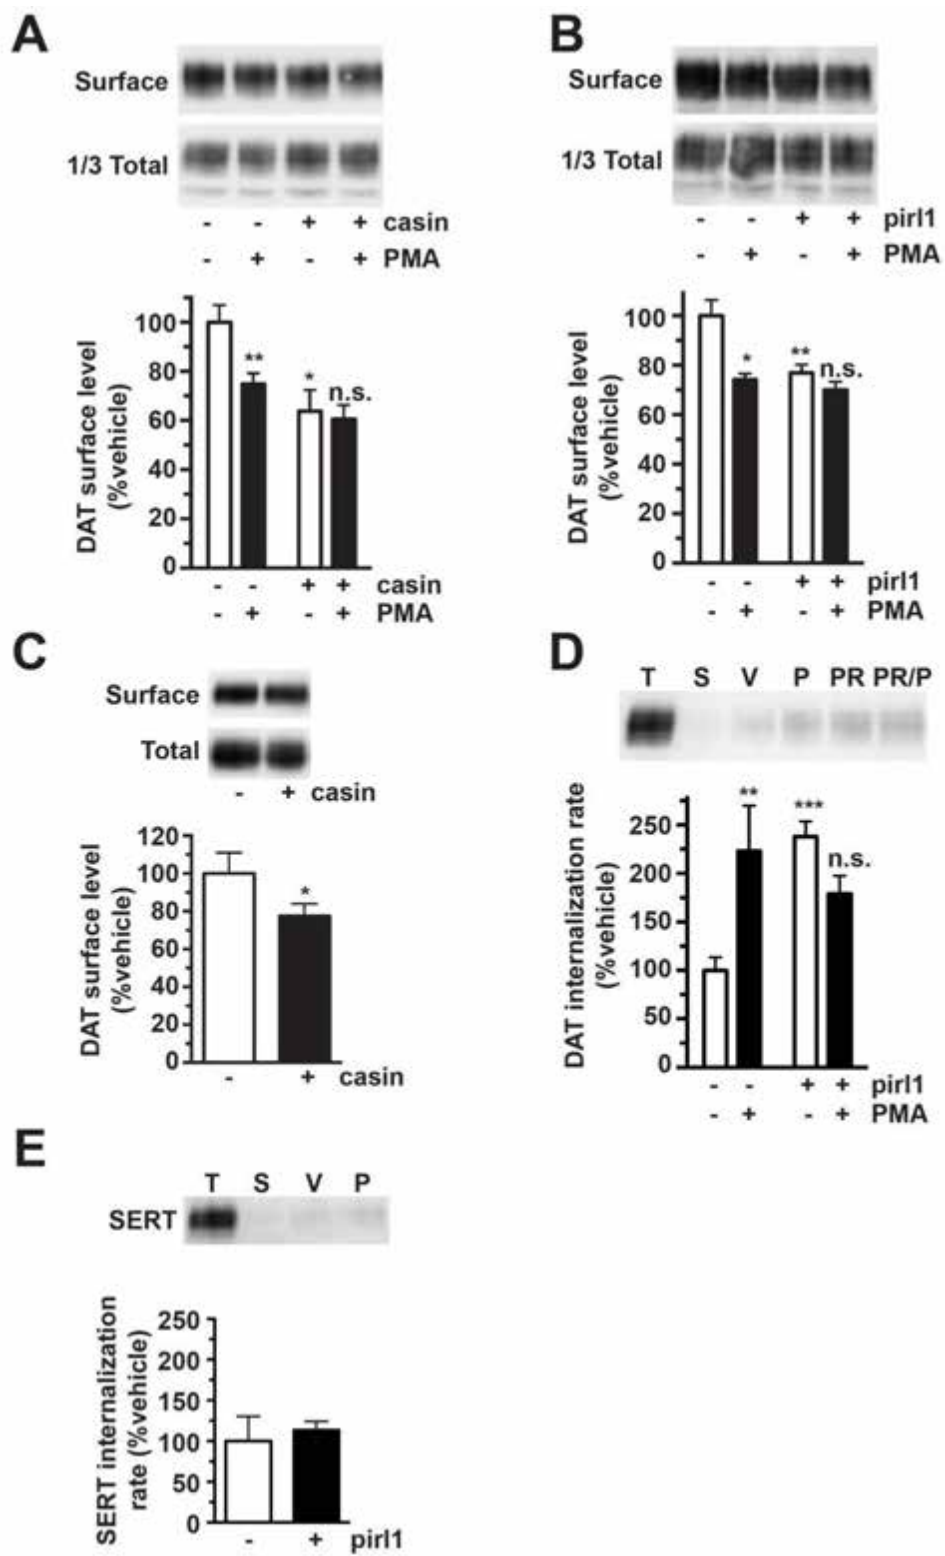 A
Surface
1/3 Total
- - + + casin
- + - + PMA
DAT surface level
(%vehicle)
100
80
60
40
20
0
**
*
n.s.
- - + + casin
- + - + PMA
B
Surface
1/3 Total
- - + + pirl1
- + - + PMA
DAT surface level
(%vehicle)
100
80
60
40
20
0
*
**
n.s.
- - + + pirl1
- + - + PMA
C
Surface
Total
- + casin
DAT surface level
(%vehicle)
120
100
80
60
40
20
0
*
- + casin
D
T S V P PR PR/P
DAT internalization rate
(%vehicle)
250
200
150
100
50
0
**
***
n.s.
- - + + pirl1
- + - + PMA
E
T S V P
SERT
SERT internalization
rate (%vehicle)
250
200
150
100
50
0
- + pirl1